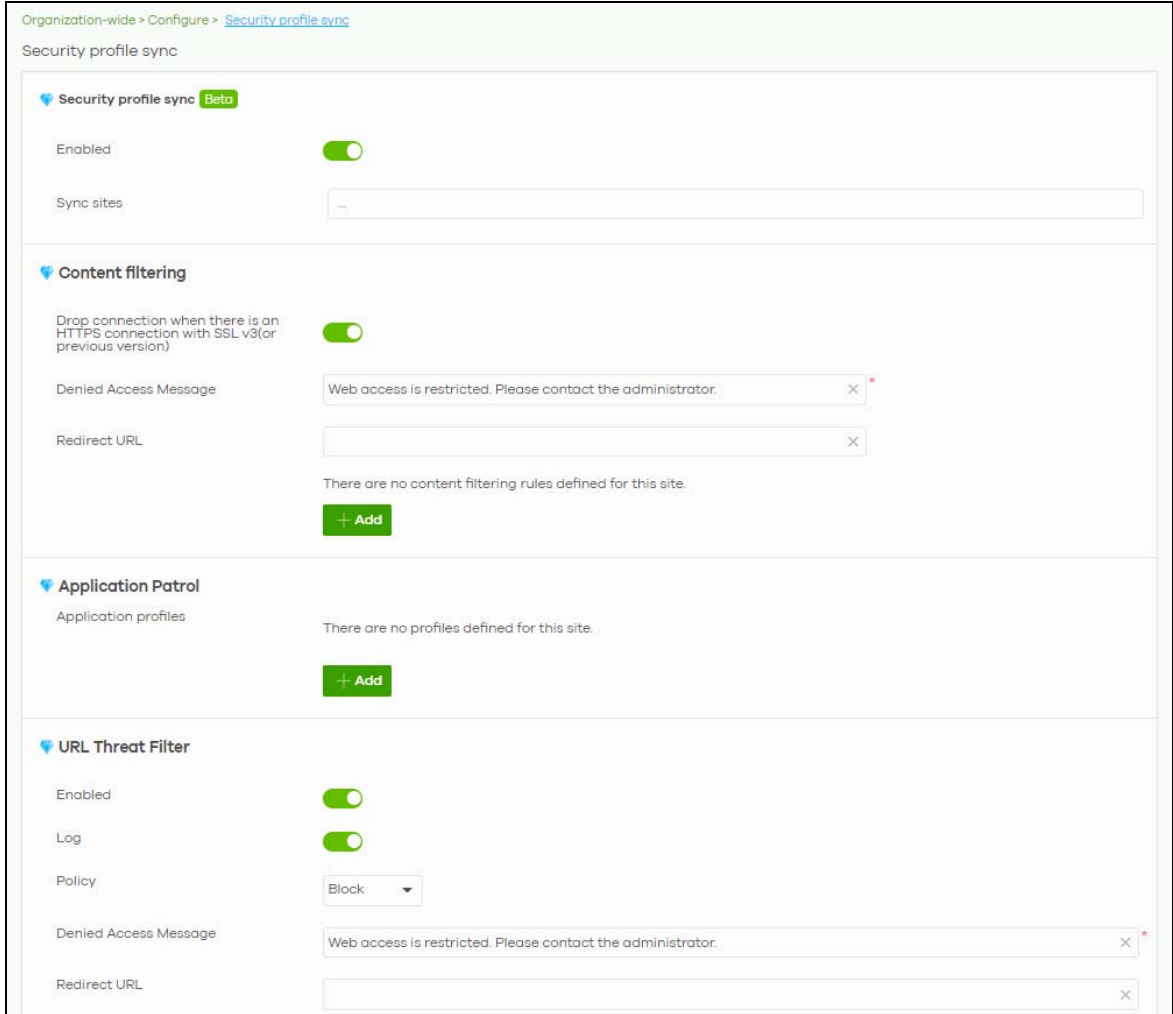 Organization-wide > Configure > Security profile sync
Security profile sync
Security profile sync Beta
Enabled
Sync sites
...
Content filtering
Drop connection when there is an
HTTPS connection with SSL v3(or
previous version)
Denied Access Message
Web access is restricted. Please contact the administrator. × *
Redirect URL
×
There are no content filtering rules defined for this site.
+ Add
Application Patrol
Application profiles
There are no profiles defined for this site.
+ Add
URL Threat Filter
Enabled
Log
Policy
Block
Denied Access Message
Web access is restricted. Please contact the administrator. × *
Redirect URL
×